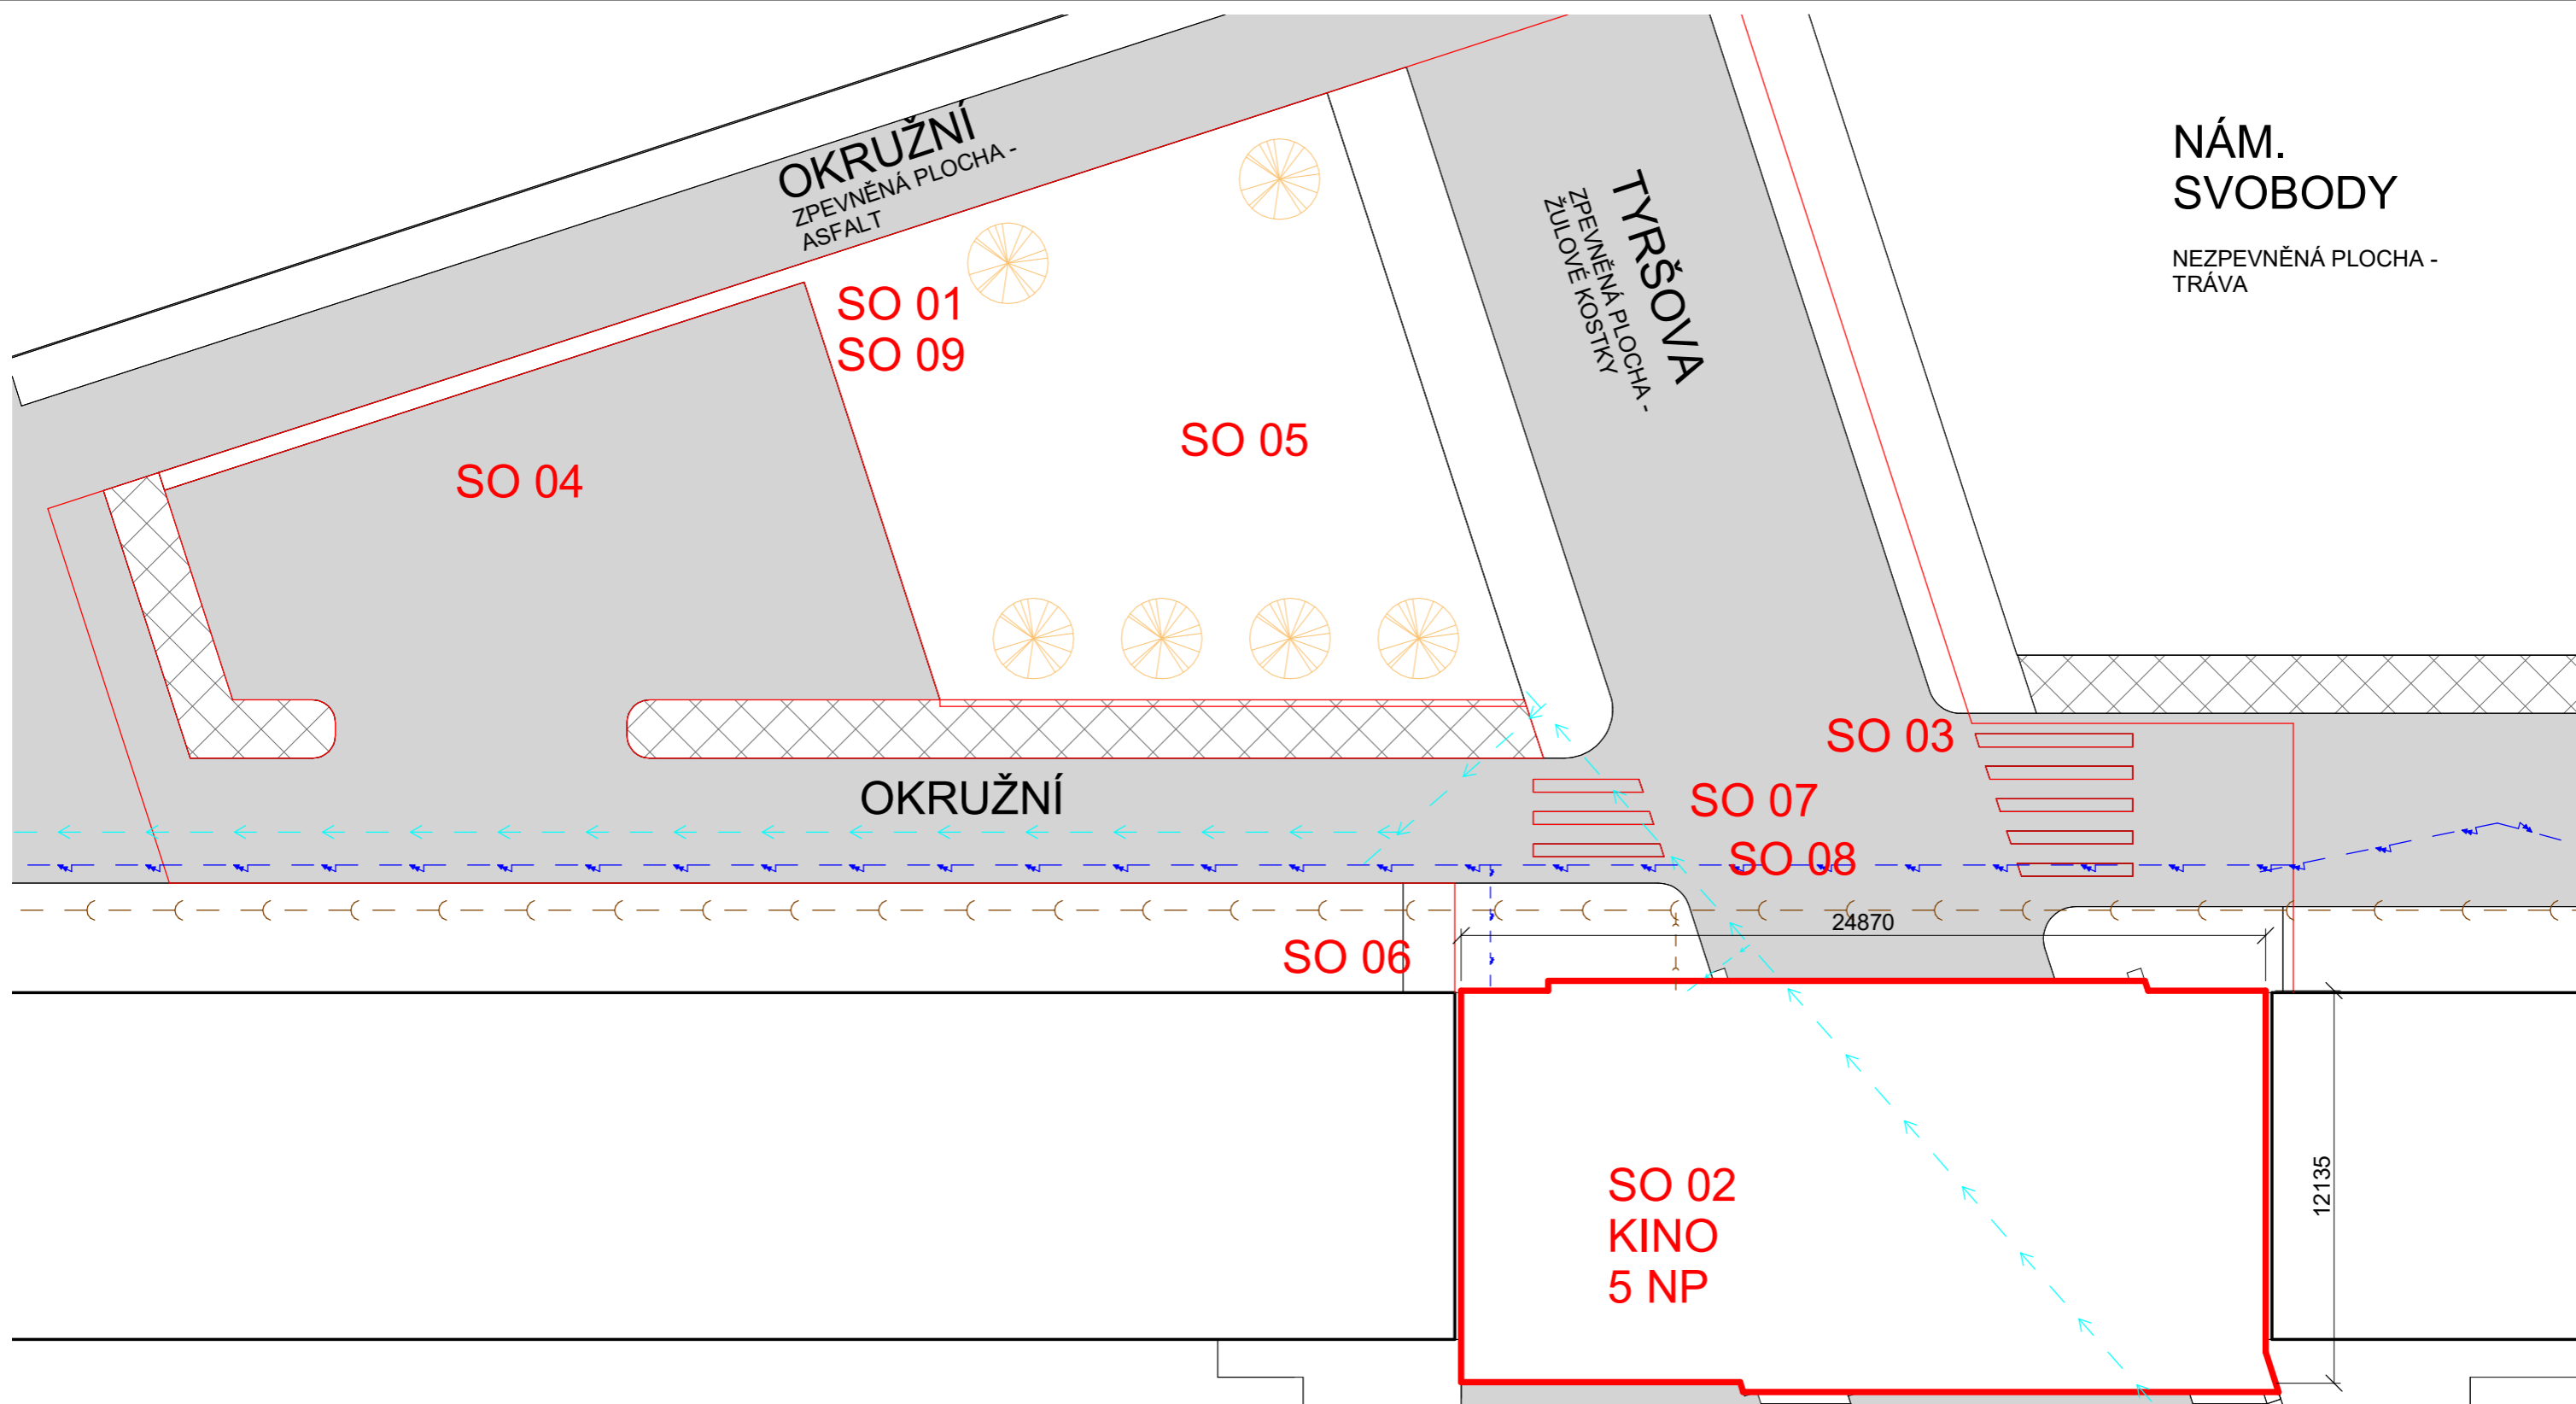 OKRUŽNÍ
ZPEVNĚNÁ PLOCHA -
ASFALT
TYRŠOVA
ZPEVNĚNÁ PLOCHA -
ŽULOVÉ KOSTKY
NÁM.
SVOBODY
NEZPEVNĚNÁ PLOCHA -
TRÁVA
SO 01
SO 09
SO 05
SO 04
SO 03
OKRUŽNÍ
SO 07
SO 08
24870
SO 06
12135
SO 02
KINO
5 NP